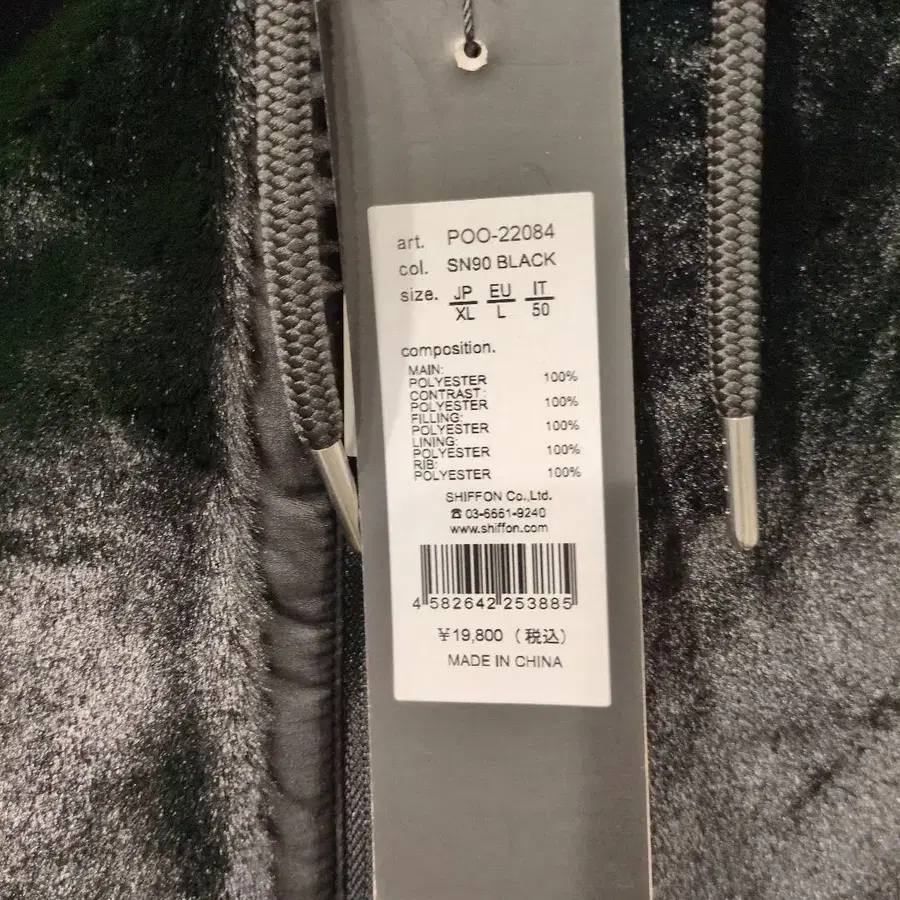 art. POO-22084
col. SN90 BLACK
size. JP EU IT
XL L 50
composition.
MAIN:
POLYESTER 100%
CONTRAST:
POLYESTER 100%
FILLING:
POLYESTER 100%
LINING:
POLYESTER 100%
RIB:
POLYESTER 100%
SHIFFON Co.,Ltd.
☎ 03-6661-9240
www.shiffon.com
4 582642 253885
¥19,800 (税込)
MADE IN CHINA